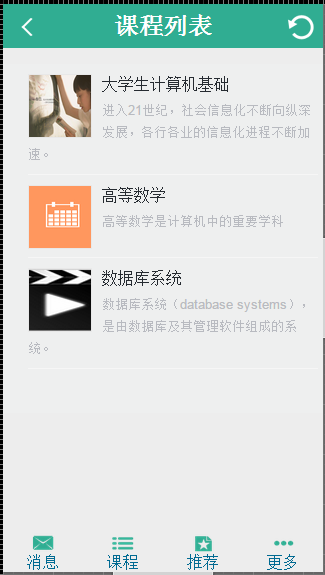 课程列表
大学生计算机基础
进入21世纪，社会信息化不断向纵深
发展，各行各业的信息化进程不断加
速。
高等数学
高等数学是计算机中的重要学科
数据库系统
数据库系统（database systems），
是由数据库及其管理软件组成的系
统。
消息 课程 推荐 更多